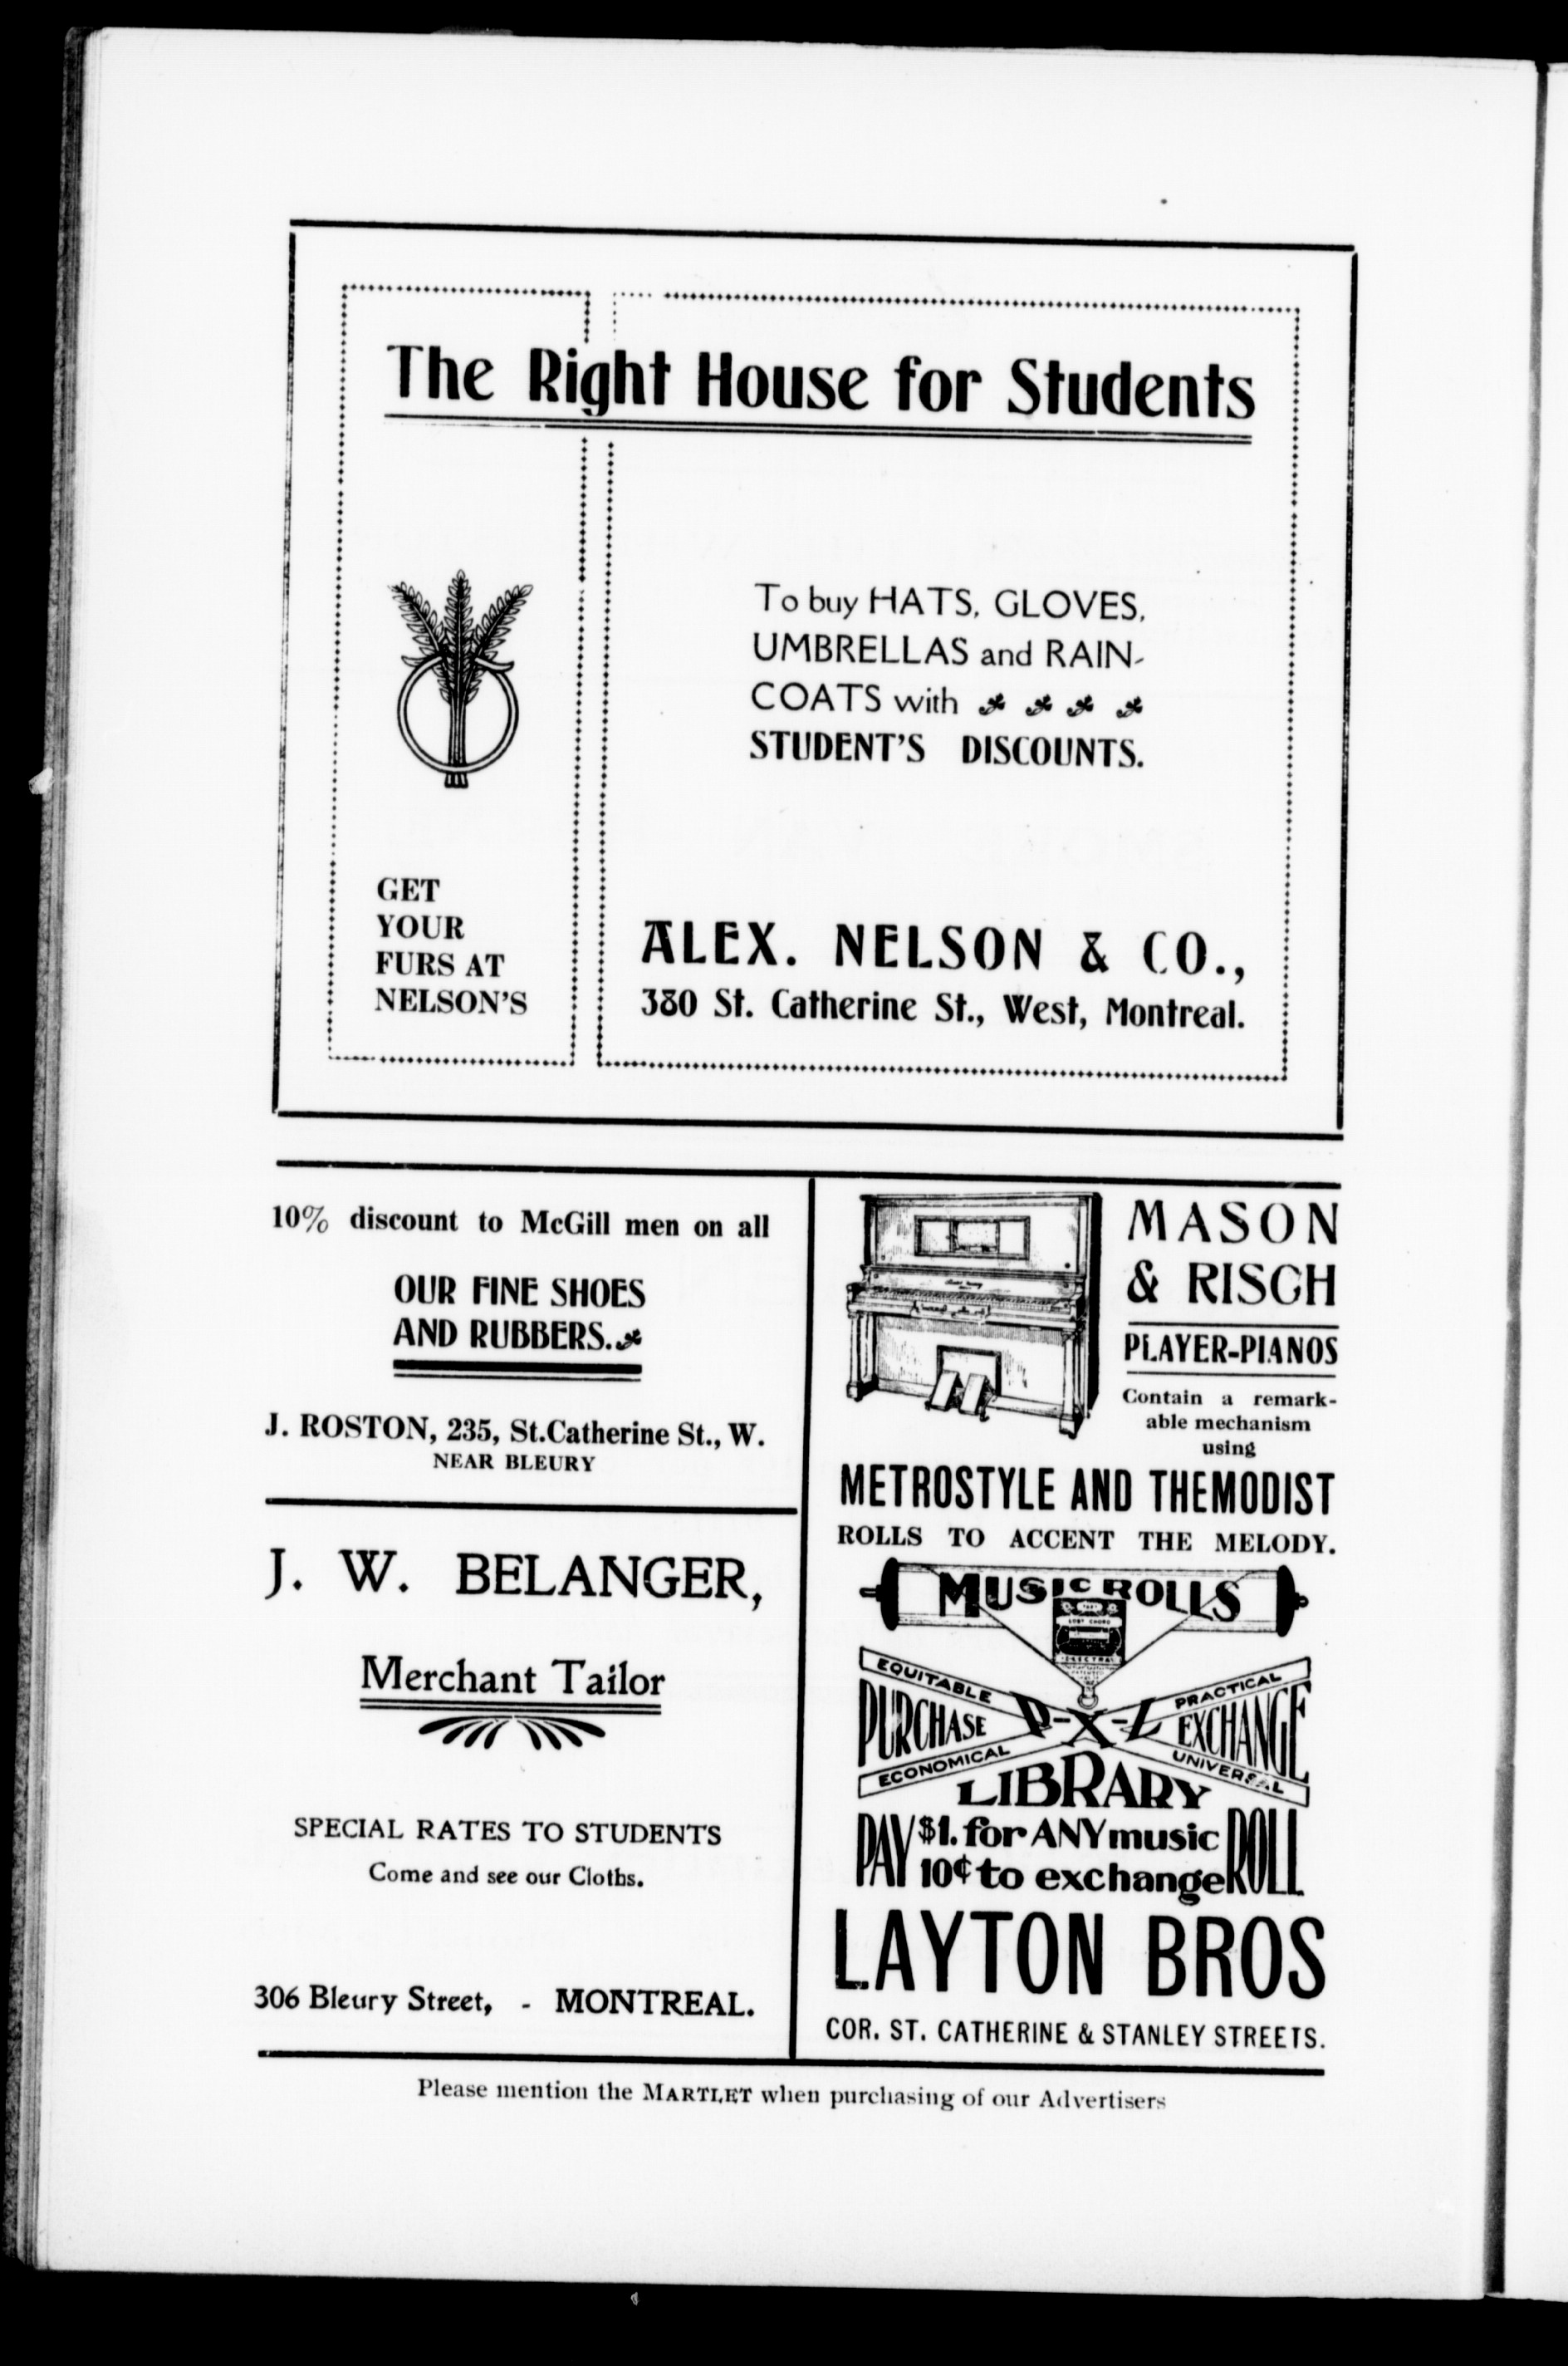 The Right House for Students
To buy HATS, GLOVES,
UMBRELLAS and RAIN-
COATS with
STUDENT'S DISCOUNTS.
GET
YOUR
FURS AT
NELSON'S
ALEX. NELSON & CO.,
380 St. Catherine St., West, Montreal.
10% discount to McGill men on all
OUR FINE SHOES
AND RUBBERS.
J. ROSTON, 235, St.Catherine St., W.
NEAR BLEURY
J. W. BELANGER,
Merchant Tailor
SPECIAL RATES TO STUDENTS
Come and see our Cloths.
306 Bleury Street, - MONTREAL.
MASON
& RISCH
PLAYER-PIANOS
Contain a remark-
able mechanism
using
METROSTYLE AND THEMODIST
ROLLS TO ACCENT THE MELODY.
MUSIC ROLLS
LOST CHORD
EQUITABLE
PRACTICAL
PURCHASE P-X-L EXCHANGE
ECONOMICAL
UNIVERSAL
LIBRARY
PAY $1. for ANY music ROLL
10¢ to exchange
LAYTON BROS
COR. ST. CATHERINE & STANLEY STREETS.
Please mention the MARTLET when purchasing of our Advertisers